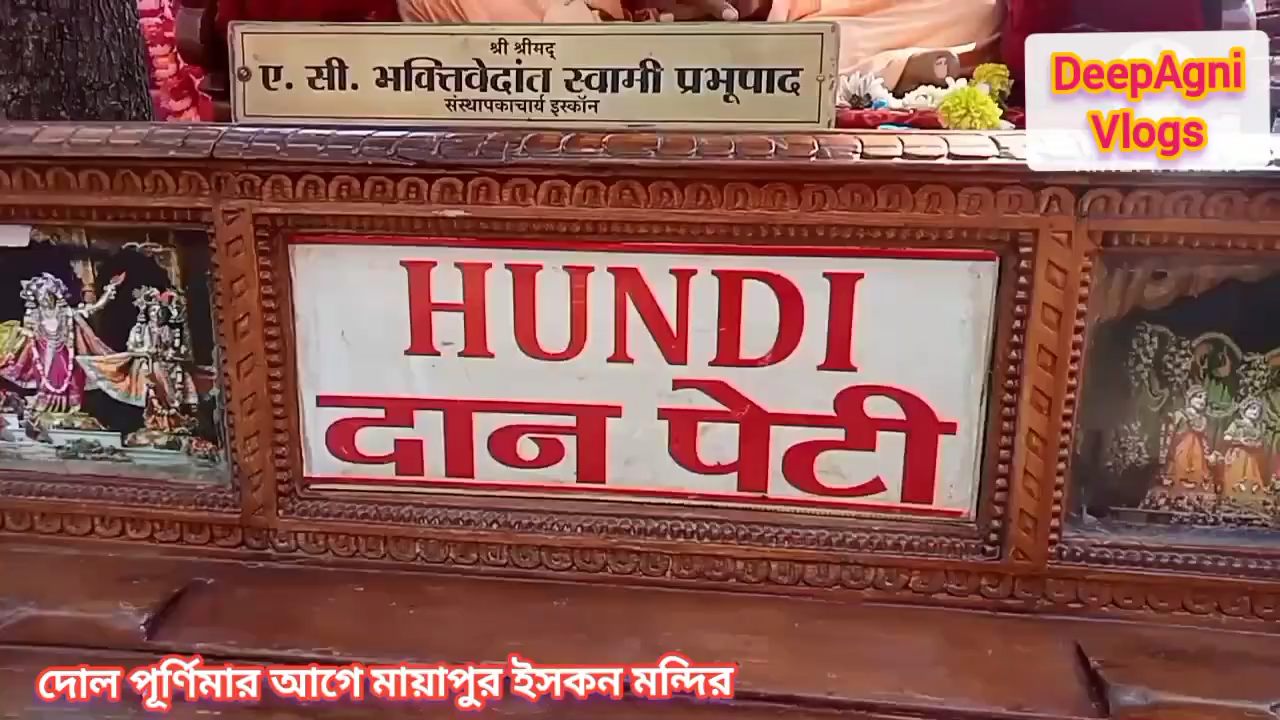 श्री श्रीमद्
ए. सी. भक्तिवेदांत स्वामी प्रभूपाद
संस्थापकाचार्य इस्कॉन
DeepAgni
Vlogs
HUNDI
दान पेटी
দোল পূর্ণিমার আগে মায়াপুর ইসকন মন্দির